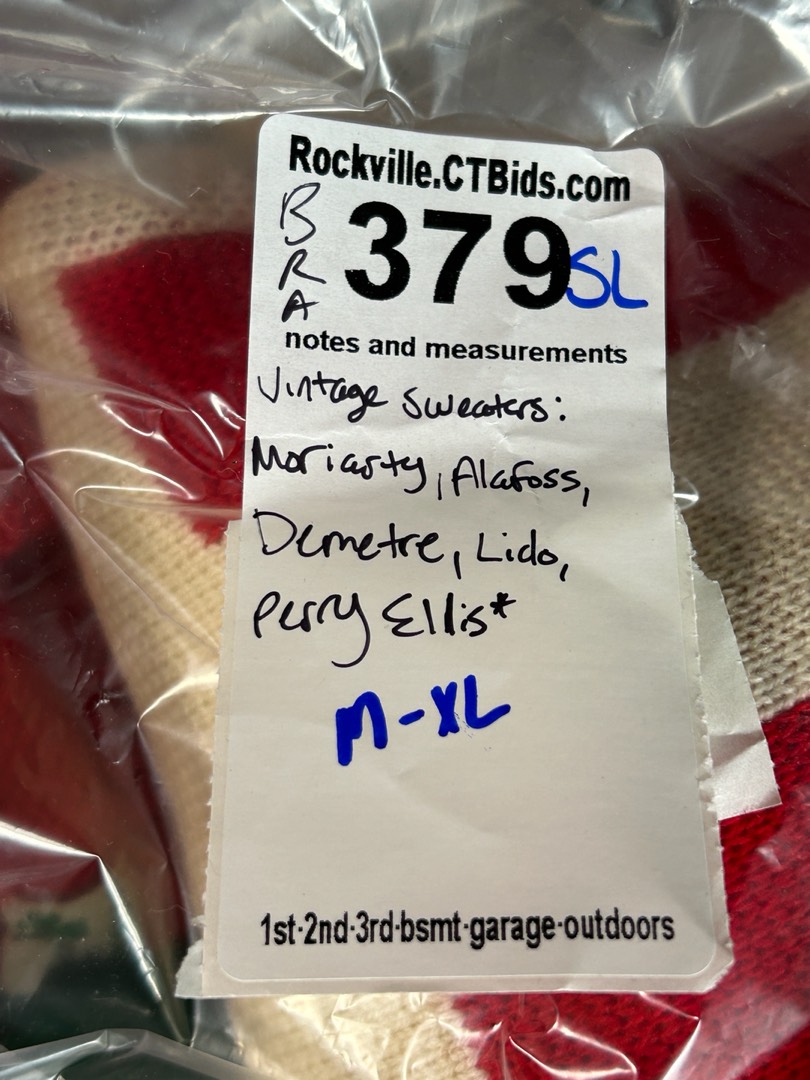 Rockville.CTBids.com
B
R
A
379 SL
notes and measurements
Vintage Sweaters:
Moriarty, Alafoss,
Demetre, Lido,
Perry Ellis*
M-XL
1st·2nd·3rd·bsmt·garage·outdoors